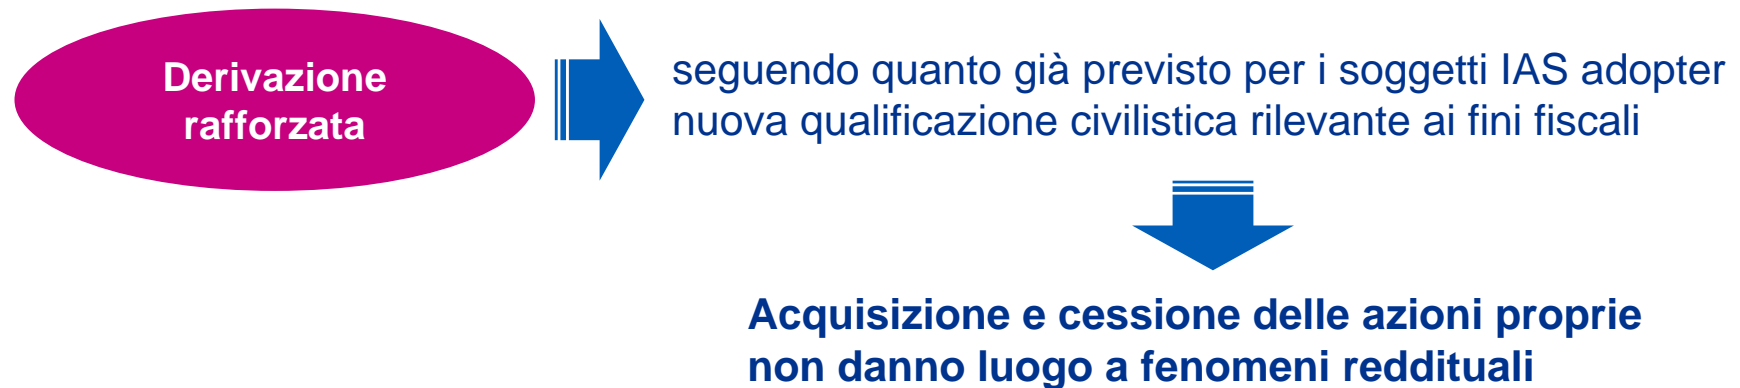 Derivazione
rafforzata
seguendo quanto già previsto per i soggetti IAS adopter
nuova qualificazione civilistica rilevante ai fini fiscali
Acquisizione e cessione delle azioni proprie
non danno luogo a fenomeni reddituali